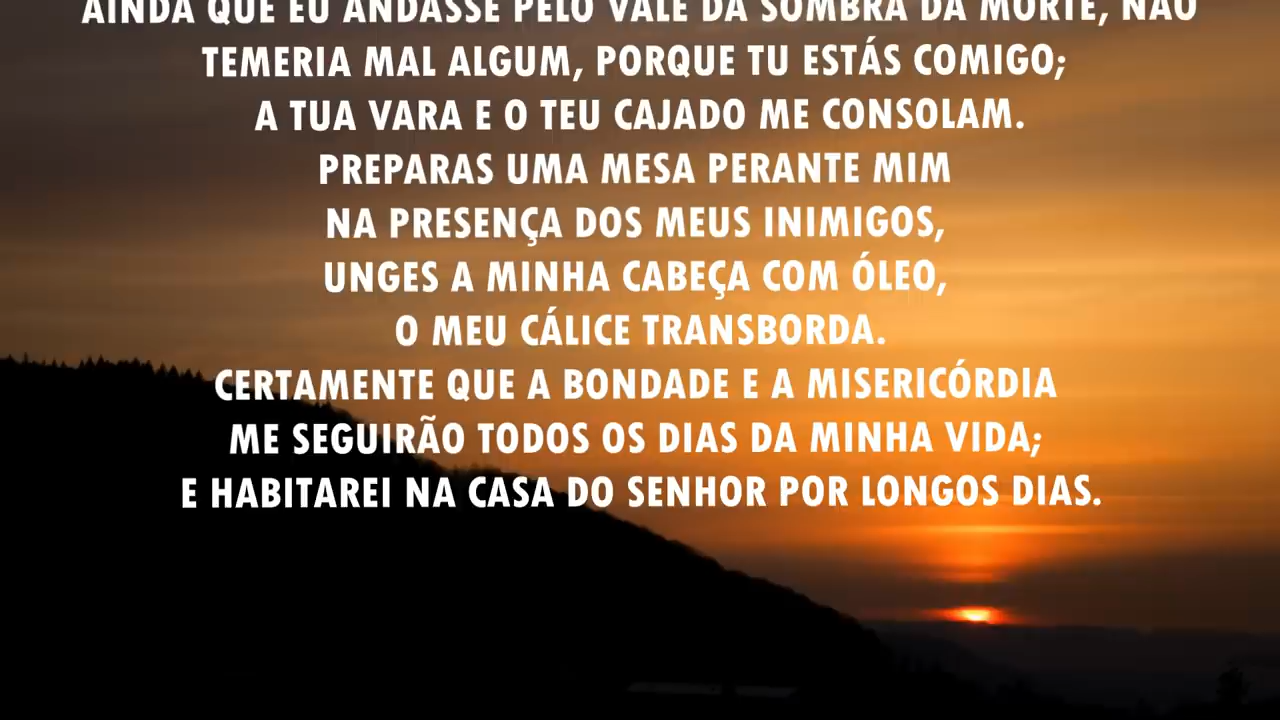 AINDA QUE EU ANDASSE PELO VALE DA SOMBRA DA MORTE, NÃO
TEMERIA MAL ALGUM, PORQUE TU ESTÁS COMIGO;
A TUA VARA E O TEU CAJADO ME CONSOLAM.
PREPARAS UMA MESA PERANTE MIM
NA PRESENÇA DOS MEUS INIMIGOS,
UNGES A MINHA CABEÇA COM ÓLEO,
O MEU CÁLICE TRANSBORDA.
CERTAMENTE QUE A BONDADE E A MISERICÓRDIA
ME SEGUIRÃO TODOS OS DIAS DA MINHA VIDA;
E HABITAREI NA CASA DO SENHOR POR LONGOS DIAS.